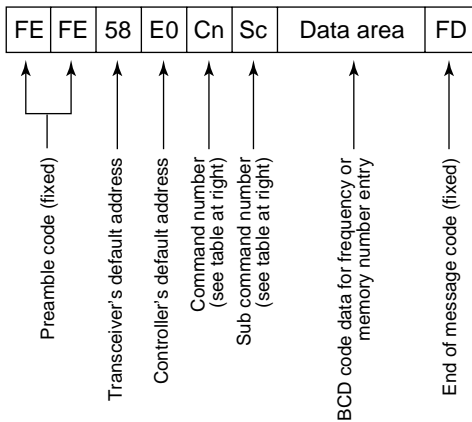 FE FE 58 E0 Cn Sc Data area FD
Preamble code (fixed)
Transceiver's default address
Controller's default address
Command number
(see table at right)
Sub command number
(see table at right)
BCD code data for frequency or
memory number entry
End of message code (fixed)